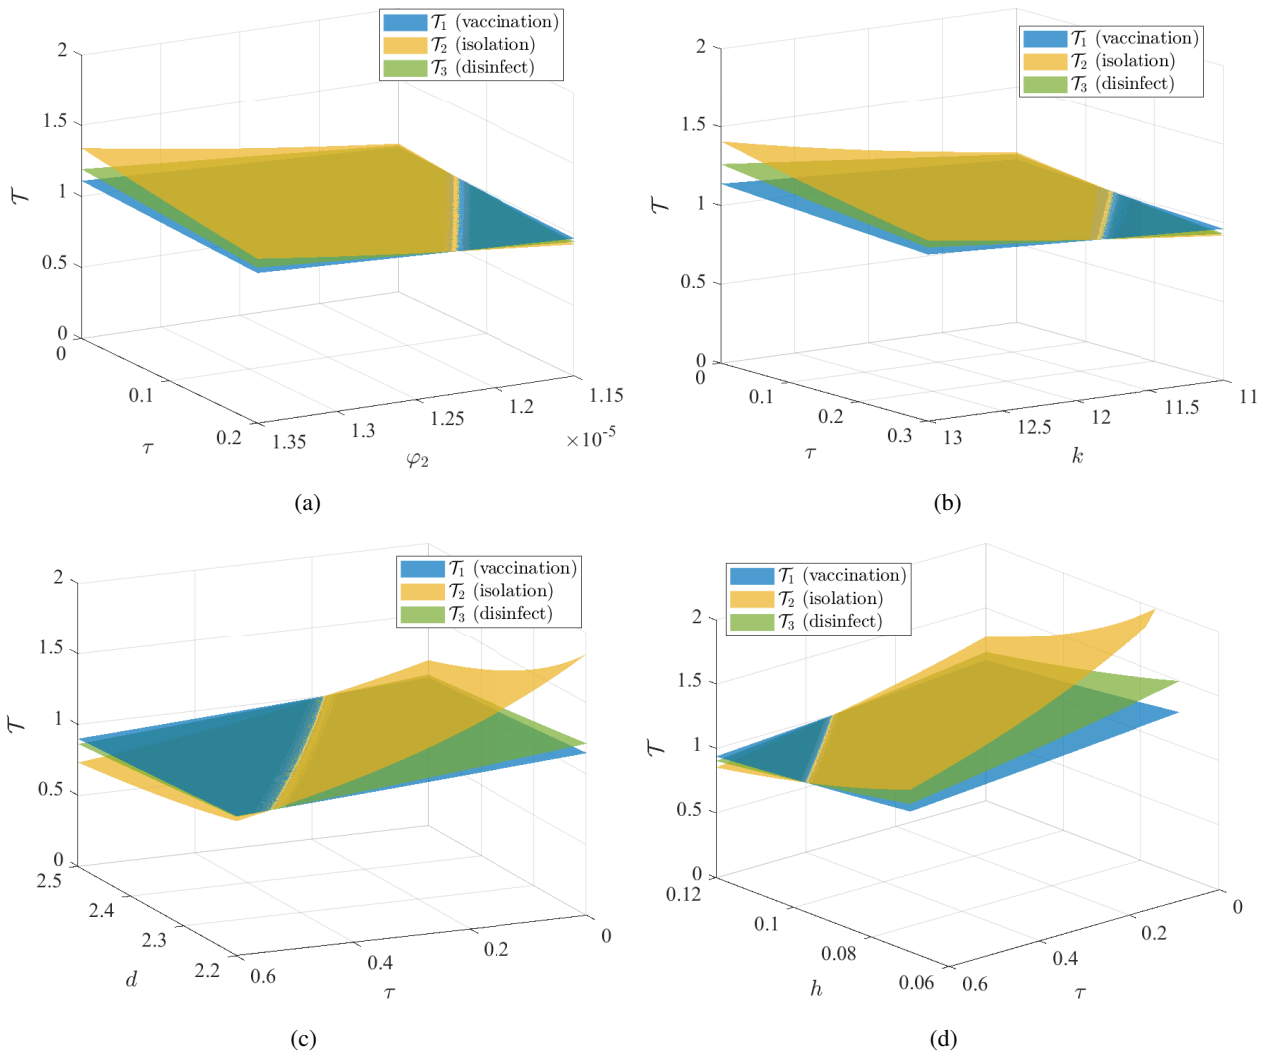 𝒯₁ (vaccination)
𝒯₂ (isolation)
𝒯₃ (disinfect)
2
1.5
1
0.5
0
𝒯
0
0.1
0.2
τ
1.35
1.3
1.25
1.2
1.15
×10⁻⁵
φ₂
(a)
𝒯₁ (vaccination)
𝒯₂ (isolation)
𝒯₃ (disinfect)
2
1.5
1
0.5
0
𝒯
0
0.1
0.2
0.3
τ
13
12.5
12
11.5
11
k
(b)
𝒯₁ (vaccination)
𝒯₂ (isolation)
𝒯₃ (disinfect)
2
1.5
1
0.5
0
𝒯
2.5
2.4
2.3
2.2
d
0.6
0.4
0.2
0
τ
(c)
𝒯₁ (vaccination)
𝒯₂ (isolation)
𝒯₃ (disinfect)
2
1.5
1
0.5
0
𝒯
0.12
0.1
0.08
0.06
h
0.6
0.4
0.2
0
τ
(d)